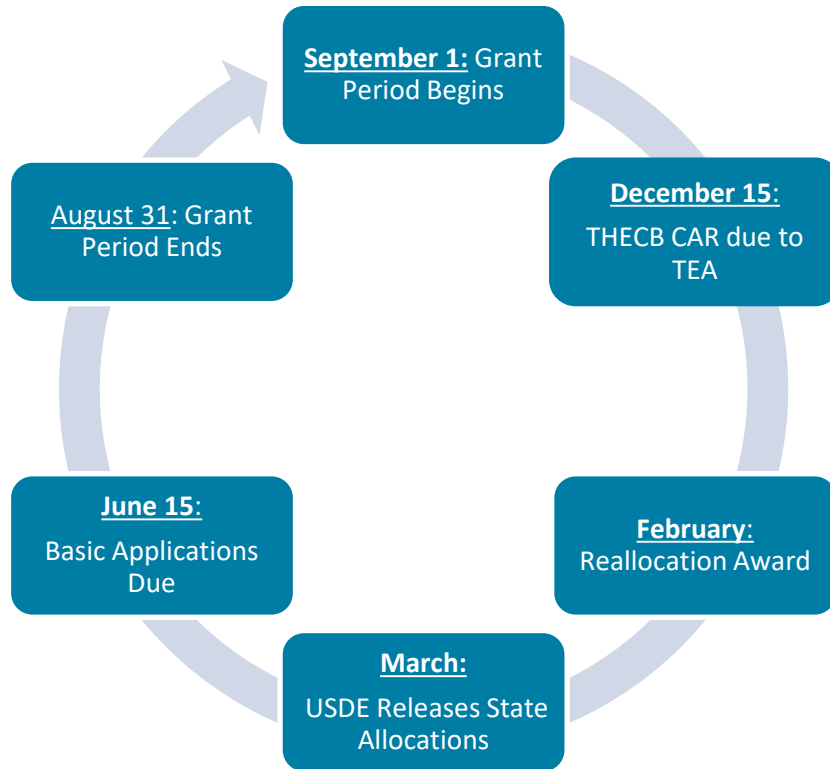 September 1: Grant
Period Begins
December 15:
THECB CAR due to
TEA
February:
Reallocation Award
March:
USDE Releases State
Allocations
June 15:
Basic Applications
Due
August 31: Grant
Period Ends